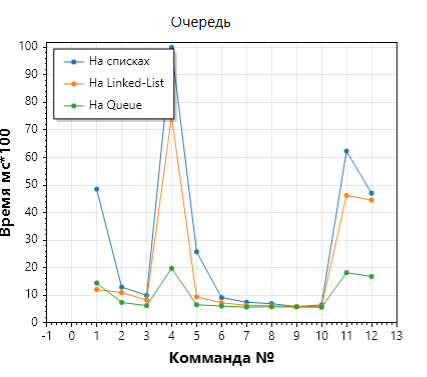 Очередь
На списках
На Linked-List
На Queue
Время мс*100
100
90
80
70
60
50
40
30
20
10
0
-1 0 1 2 3 4 5 6 7 8 9 10 11 12 13
Комманда №